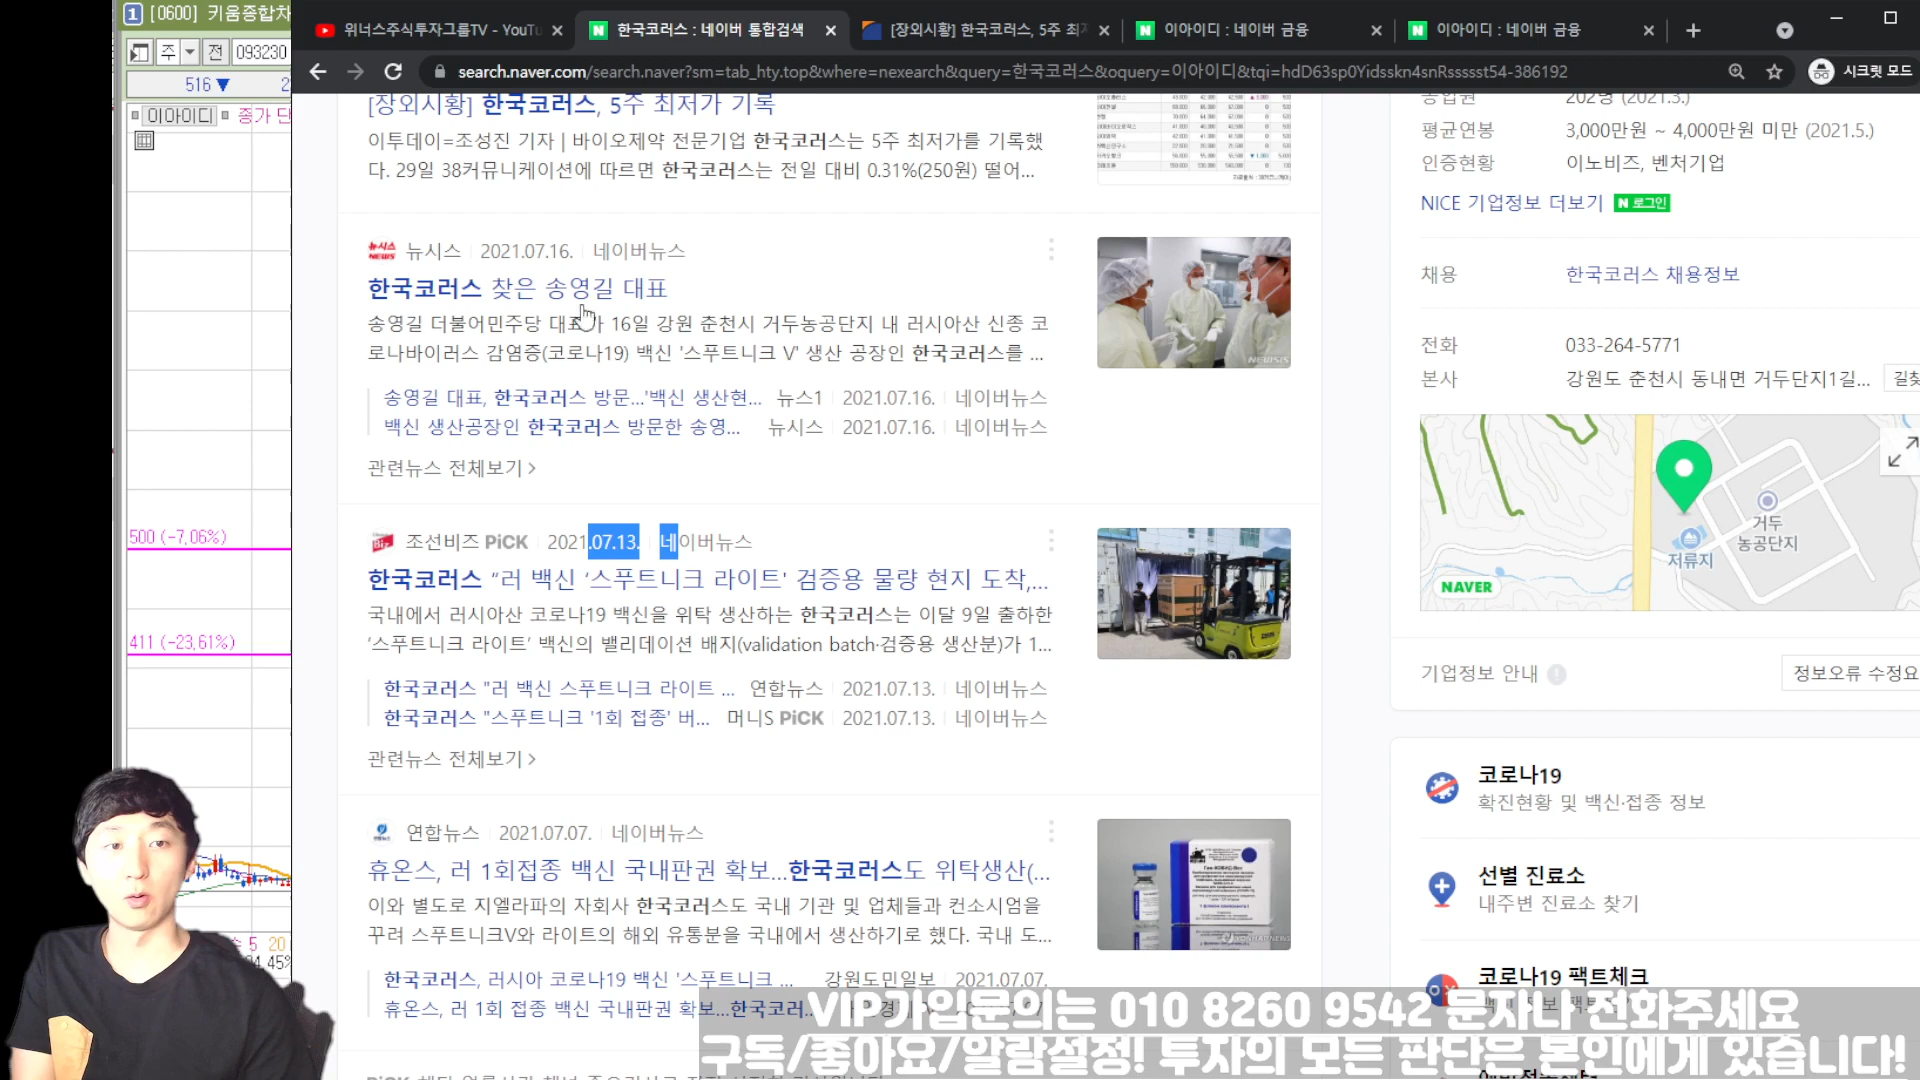 1 [0600] 키움종합차
위너스주식투자그룹TV - YouTu
한국코러스 : 네이버 통합검색
[장외시황] 한국코러스, 5주 최저
이아이디 : 네이버 금융
이아이디 : 네이버 금융
주 전 093230
search.naver.com/search.naver?sm=tab_hty.top&where=nexearch&query=한국코러스&oquery=이아이디&tqi=hdD63sp0Yidsskn4snRssssst54-386192
시크릿 모드
516▼
이아이디 종가 단
500 (-7,06%)
411 (-23,61%)
5 20
[장외시황] 한국코러스, 5주 최저가 기록
이투데이=조성진 기자 | 바이오제약 전문기업 한국코러스는 5주 최저가를 기록했
다. 29일 38커뮤니케이션에 따르면 한국코러스는 전일 대비 0.31%(250원) 떨어...
뉴시스 2021.07.16. 네이버뉴스
한국코러스 찾은 송영길 대표
송영길 더불어민주당 대표가 16일 강원 춘천시 거두농공단지 내 러시아산 신종 코
로나바이러스 감염증(코로나19) 백신 '스푸트니크 V' 생산 공장인 한국코러스를 ...
NEWSIS
송영길 대표, 한국코러스 방문...'백신 생산현... 뉴스1 2021.07.16. 네이버뉴스
백신 생산공장인 한국코러스 방문한 송영... 뉴시스 2021.07.16. 네이버뉴스
관련뉴스 전체보기 >
Biz 조선비즈 PiCK 2021.07.13. 네이버뉴스
한국코러스 “러 백신 ‘스푸트니크 라이트' 검증용 물량 현지 도착,...
국내에서 러시아산 코로나19 백신을 위탁 생산하는 한국코러스는 이달 9일 출하한
‘스푸트니크 라이트’ 백신의 밸리데이션 배지(validation batch·검증용 생산분)가 1...
한국코러스 "러 백신 스푸트니크 라이트 ... 연합뉴스 2021.07.13. 네이버뉴스
한국코러스 "스푸트니크 '1회 접종' 버... 머니S PiCK 2021.07.13. 네이버뉴스
관련뉴스 전체보기 >
연합뉴스 2021.07.07. 네이버뉴스
휴온스, 러 1회접종 백신 국내판권 확보...한국코러스도 위탁생산(...
이와 별도로 지엘라파의 자회사 한국코러스도 국내 기관 및 업체들과 컨소시엄을
꾸려 스푸트니크V와 라이트의 해외 유통분을 국내에서 생산하기로 했다. 국내 도...
한국코러스, 러시아 코로나19 백신 '스푸트니크 ... 강원도민일보 2021.07.07.
휴온스, 러 1회 접종 백신 국내판권 확보...한국코러...
202명 (2021.3.)
평균연봉 3,000만원 ~ 4,000만원 미만 (2021.5.)
인증현황 이노비즈, 벤처기업
NICE 기업정보 더보기 N 로그인
채용 한국코러스 채용정보
전화 033-264-5771
본사 강원도 춘천시 동내면 거두단지1길... 길찾
거두
농공단지
저류지
NAVER
기업정보 안내 정보오류 수정요
코로나19
확진현황 및 백신·접종 정보
선별 진료소
내주변 진료소 찾기
코로나19 팩트체크
VIP가입문의는 010 8260 9542 문자나 전화주세요
구독/좋아요/알람설정! 투자의 모든 판단은 본인에게 있습니다!